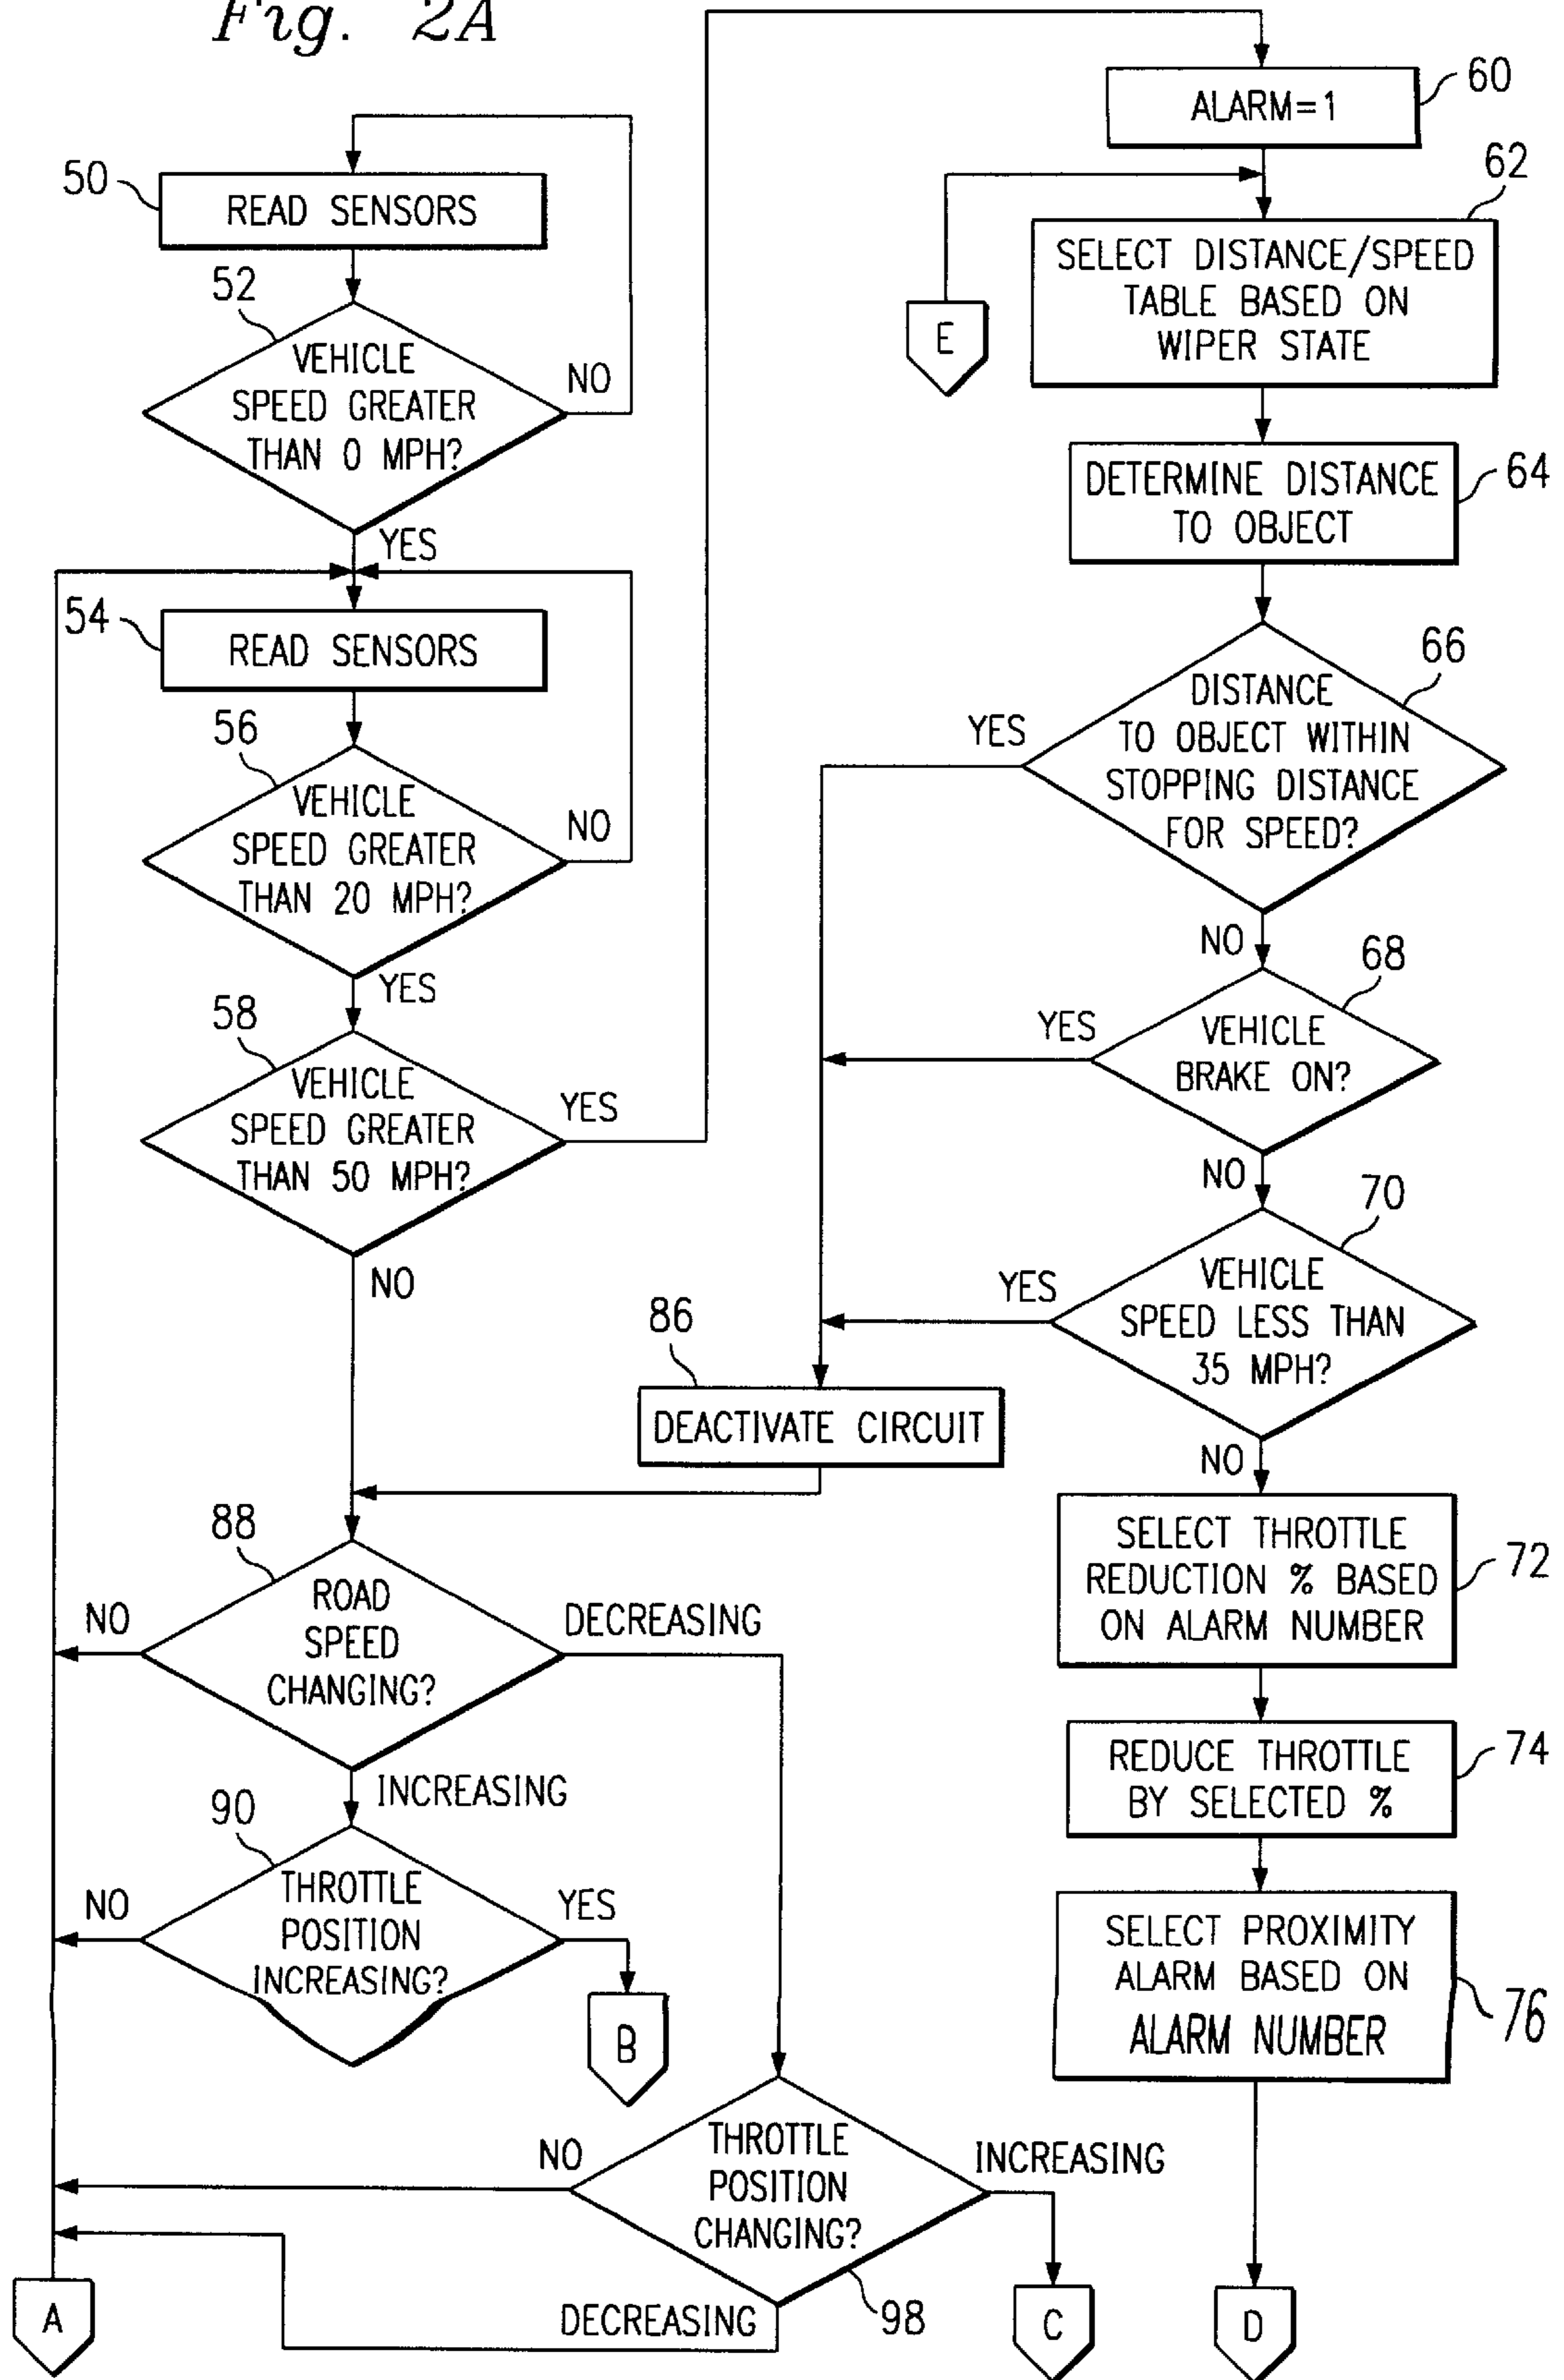 Fig. 2A
50
READ SENSORS
52
VEHICLE
SPEED GREATER
THAN 0 MPH?
NO
YES
54
READ SENSORS
56
VEHICLE
SPEED GREATER
THAN 20 MPH?
NO
YES
58
VEHICLE
SPEED GREATER
THAN 50 MPH?
YES
NO
60
ALARM=1
62
SELECT DISTANCE/SPEED
TABLE BASED ON
WIPER STATE
E
64
DETERMINE DISTANCE
TO OBJECT
66
DISTANCE
TO OBJECT WITHIN
STOPPING DISTANCE
FOR SPEED?
YES
NO
68
VEHICLE
BRAKE ON?
YES
NO
70
VEHICLE
SPEED LESS THAN
35 MPH?
YES
NO
86
DEACTIVATE CIRCUIT
72
SELECT THROTTLE
REDUCTION % BASED
ON ALARM NUMBER
74
REDUCE THROTTLE
BY SELECTED %
76
SELECT PROXIMITY
ALARM BASED ON
ALARM NUMBER
88
ROAD
SPEED
CHANGING?
NO
DECREASING
INCREASING
90
THROTTLE
POSITION
INCREASING?
NO
YES
B
THROTTLE
POSITION
CHANGING?
NO
INCREASING
DECREASING
98
A
C
D